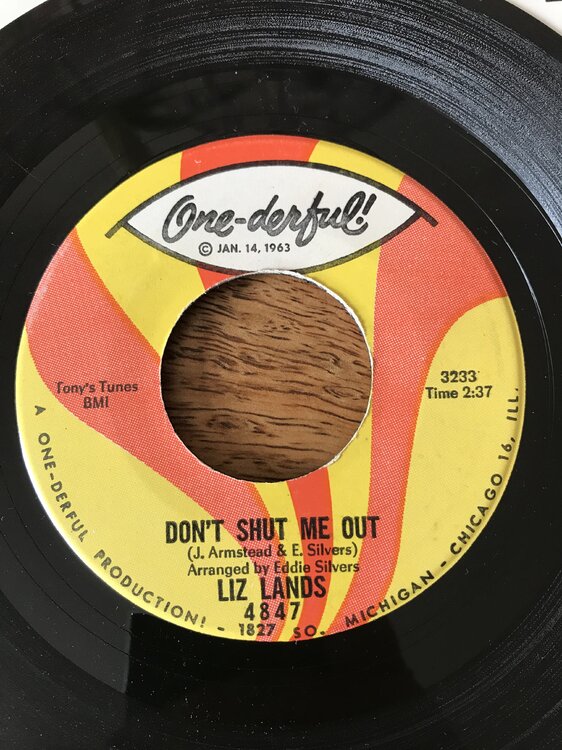 One-derful!
© JAN. 14, 1963
Tony's Tunes
BMI
3233
Time 2:37
DON'T SHUT ME OUT
(J. Armstead & E. Silvers)
Arranged by Eddie Silvers
LIZ LANDS
4847
A ONE-DERFUL PRODUCTION! - 1827 SO. MICHIGAN - CHICAGO 16, ILL.